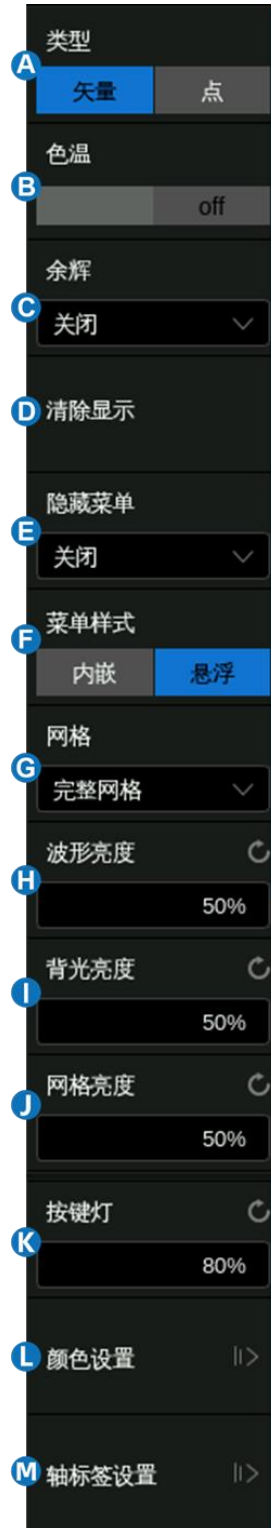 类型
A
矢量 点
色温
B
off
余辉
C
关闭
D 清除显示
隐藏菜单
E
关闭
菜单样式
F
内嵌 悬浮
网格
G
完整网格
波形亮度
H
50%
背光亮度
I
50%
网格亮度
J
50%
按键灯
K
80%
L 颜色设置
M 轴标签设置